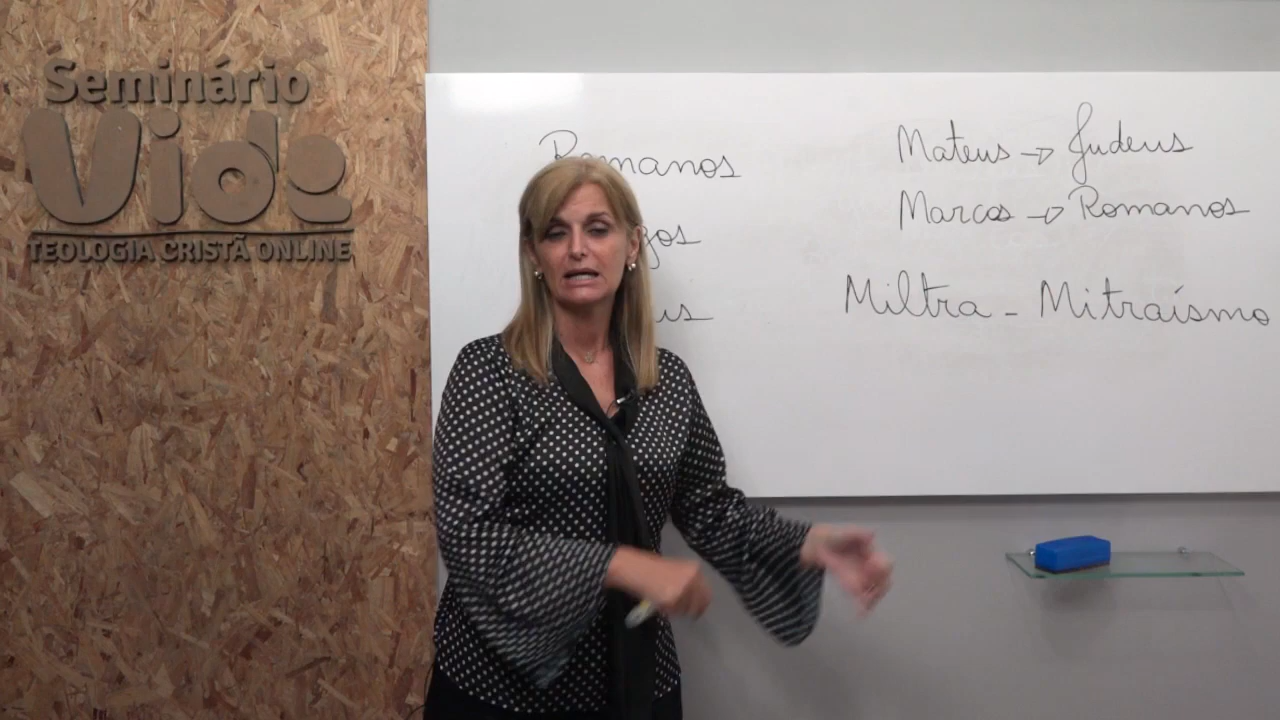 Seminário
Vida
TEOLOGIA CRISTÃ ONLINE
Romanos
Mateus → Judeus
Marcos → Romanos
Miltra - Mitraísmo